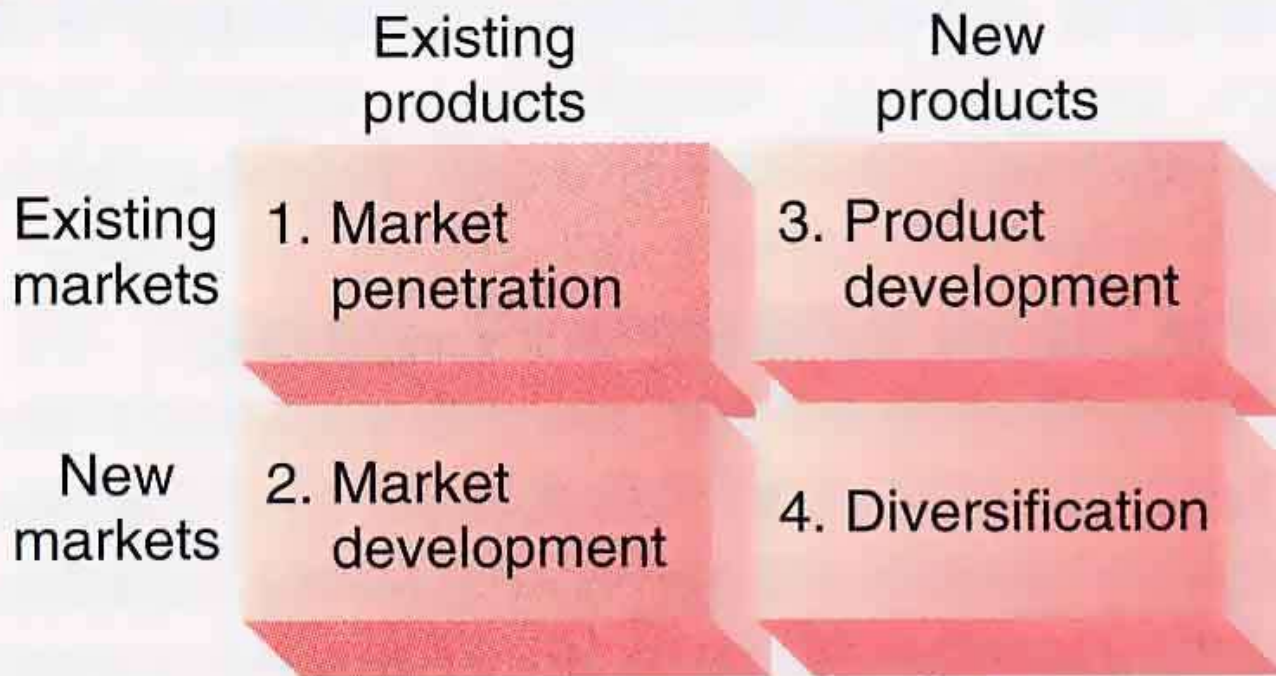 Existing
products
New
products
Existing
markets
1. Market
penetration
3. Product
development
New
markets
2. Market
development
4. Diversification